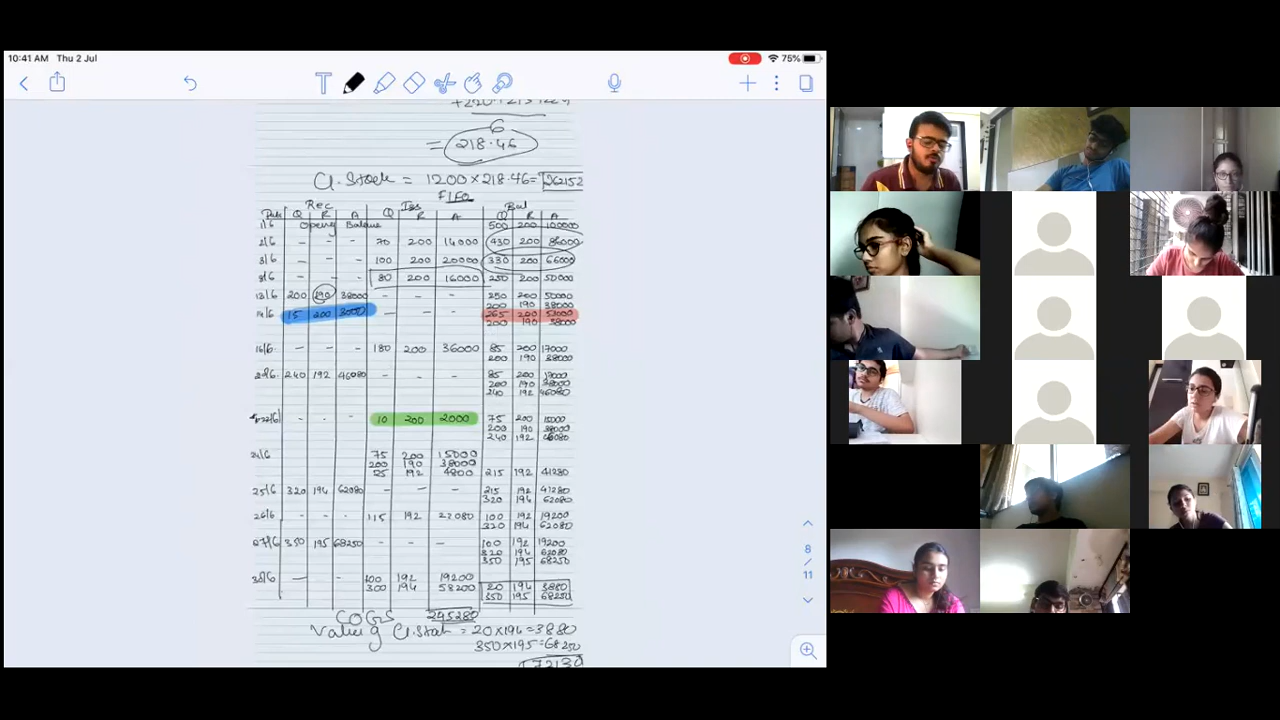 10:41 AM Thu 2 Jul
75%
T
6
= 218.46
Cl. Stock = 1200 × 218.46 = 262152
FIFO
Rec Iss Bal
Date Q R A Q R A Q R A
1/6 Opening Balance 500 200 100000
2/6 - - - 70 200 14000 430 200 86000
3/6 - - - 100 200 20000 330 200 66000
- - - 80 200 16000 250 200 50000
13/6 200 190 38000 - - - 250 200 50000
200 190 38000
14/6 15 200 3000 - - - 265 200 53000
200 190 38000
16/6 - - - 180 200 36000 85 200 17000
200 190 38000
240 192 46080 - - - 85 200 17000
200 190 38000
240 192 46080
- - - 10 200 2000 75 200 15000
200 190 38000
240 192 46080
24/6 75 200 15000
200 190 38000
25 192 4800 215 192 41280
25/6 320 194 62080 - - - 215 192 41280
320 194 62080
26/6 - - - 115 192 22080 100 192 19200
320 194 62080
27/6 350 195 68250 - - - 100 192 19200
320 194 62080
350 195 68250
- - 100 192 19200
300 194 58200 20 194 3880
350 195 68250
COGS 245280
Value of Cl. Stock = 20×194 = 3880
350×195 = 68250
72130
8
/
11